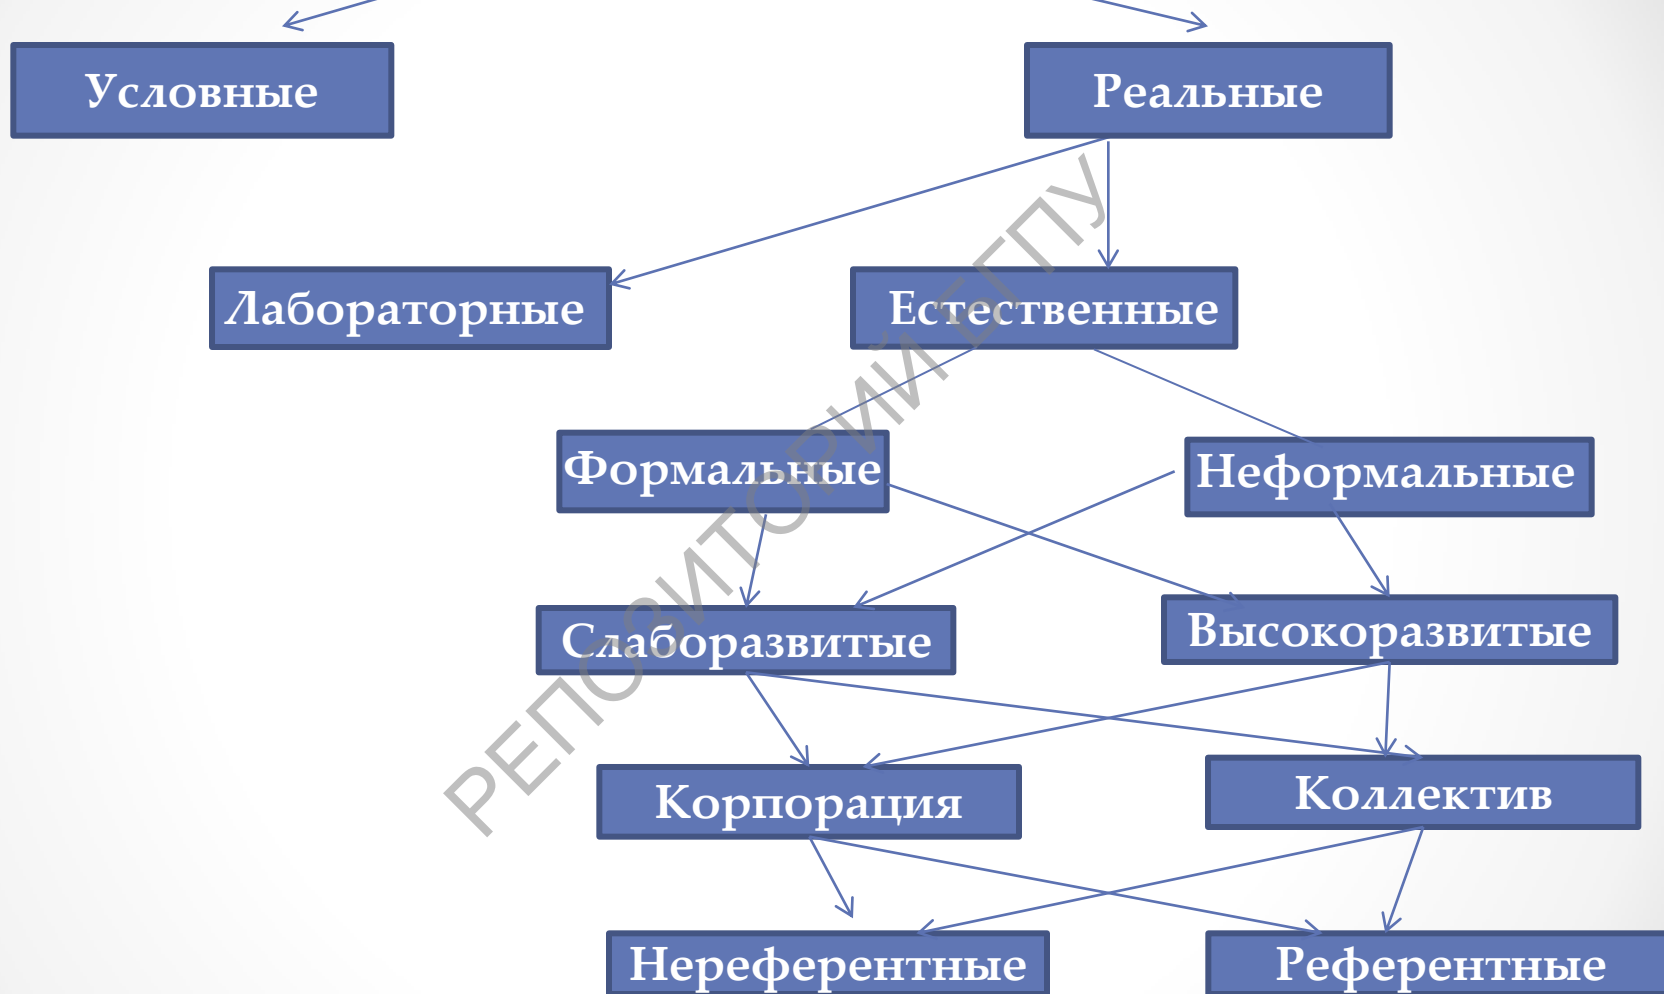 Условные
Реальные
Лабораторные
Естественные
Формальные
Неформальные
Слаборазвитые
Высокоразвитые
Корпорация
Коллектив
Нереферентные
Референтные
РЕПОЗИТОРИЙ БГПУ